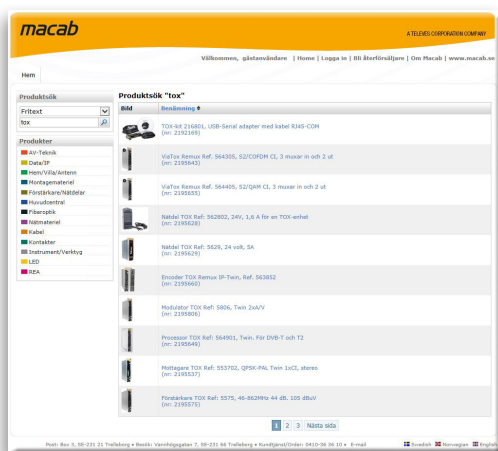 macab
A TELEVES CORPORATION COMPANY
Välkommen, gästanvändare | Home | Logga in | Bli återförsäljare | Om Macab | www.macab.se
Hem
Produktsök
Fritext
tox
Produkter
AV-Teknik
Data/IP
Hem/Villa/Antenn
Montagemateriel
Förstärkare/Nätdelar
Huvudcentral
Fiberoptik
Nätmateriel
Kabel
Kontakter
Instrument/Verktyg
LED
REA
Produktsök "tox"
Bild Benämning
TOX-kit 216801, USB-Serial adapter med kabel RJ45-COM
(nr: 2192169)
ViaTox Remux Ref. 564305, S2/COFDM CI, 3 muxar in och 2 ut
(nr: 2195643)
ViaTox Remux Ref. 564405, S2/QAM CI, 3 muxar in och 2 ut
(nr: 2195655)
Nätdel TOX Ref: 562802, 24V, 1,6 A för en TOX-enhet
(nr: 2195628)
Nätdel TOX Ref: 5629, 24 volt, 5A
(nr: 2195629)
Encoder TOX Remux IP-Twin, Ref. 563852
(nr: 2195660)
Modulator TOX Ref: 5806, Twin 2xA/V
(nr: 2195806)
Processor TOX Ref: 564901, Twin. För DVB-T och T2
(nr: 2195649)
Mottagare TOX Ref: 553702, QPSK-PAL Twin 1xCI, stereo
(nr: 2195537)
Förstärkare TOX Ref: 5575, 46-862MHz 44 dB. 105 dBuV
(nr: 2195575)
1 2 3 Nästa sida
Post: Box 3, SE-231 21 Trelleborg • Besök: Vannhögsgatan 7, SE-231 66 Trelleborg • Kundtjänst/Order: 0410-36 36 10 • E-mail
Swedish Norwegian English